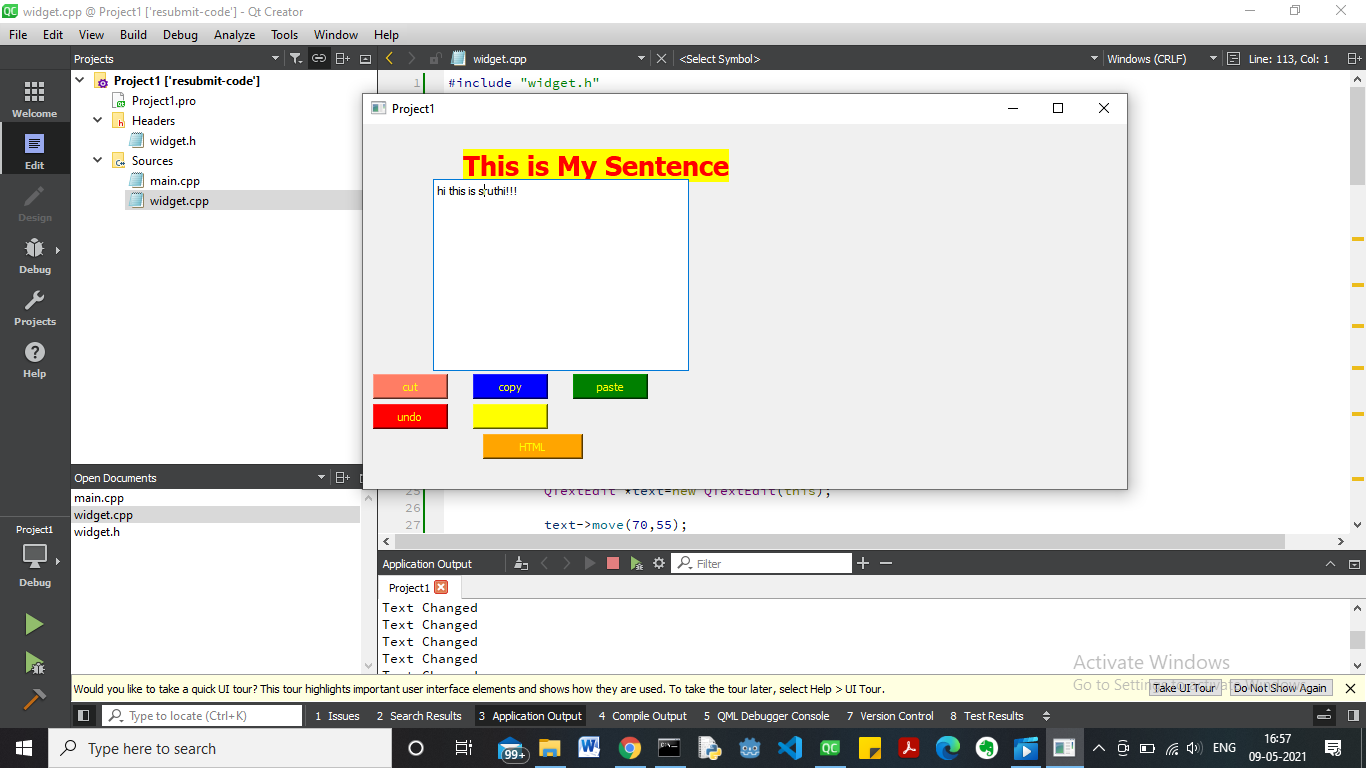 widget.cpp @ Project1 ['resubmit-code'] - Qt Creator
File Edit View Build Debug Analyze Tools Window Help
Projects widget.cpp <Select Symbol> Windows (CRLF) Line: 113, Col: 1
Welcome
Edit
Design
Debug
Projects
Help
Project1 ['resubmit-code']
Project1.pro
Headers
widget.h
Sources
main.cpp
widget.cpp
1 #include "widget.h"
Project1
This is My Sentence
hi this is sruthi!!!
cut copy paste
undo
HTML
25 QTextEdit *text=new QTextEdit(this);
26
27 text->move(70,55);
Open Documents
main.cpp
widget.cpp
widget.h
Project1
Debug
Application Output Filter
Project1
Text Changed
Text Changed
Text Changed
Text Changed
Activate Windows
Would you like to take a quick UI tour? This tour highlights important user interface elements and shows how they are used. To take the tour later, select Help > UI Tour. Take UI Tour Do Not Show Again
Type to locate (Ctrl+K) 1 Issues 2 Search Results 3 Application Output 4 Compile Output 5 QML Debugger Console 7 Version Control 8 Test Results
Type here to search 99+ ENG 16:57
09-05-2021